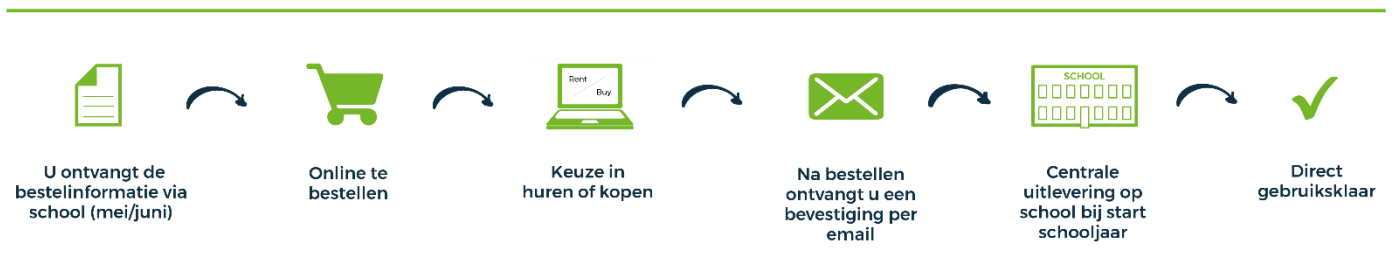 U ontvangt de
bestelinformatie via
school (mei/juni)
Online te
bestellen
Rent
Buy
Keuze in
huren of kopen
Na bestellen
ontvangt u een
bevestiging per
email
SCHOOL
Centrale
uitlevering op
school bij start
schooljaar
Direct
gebruiksklaar